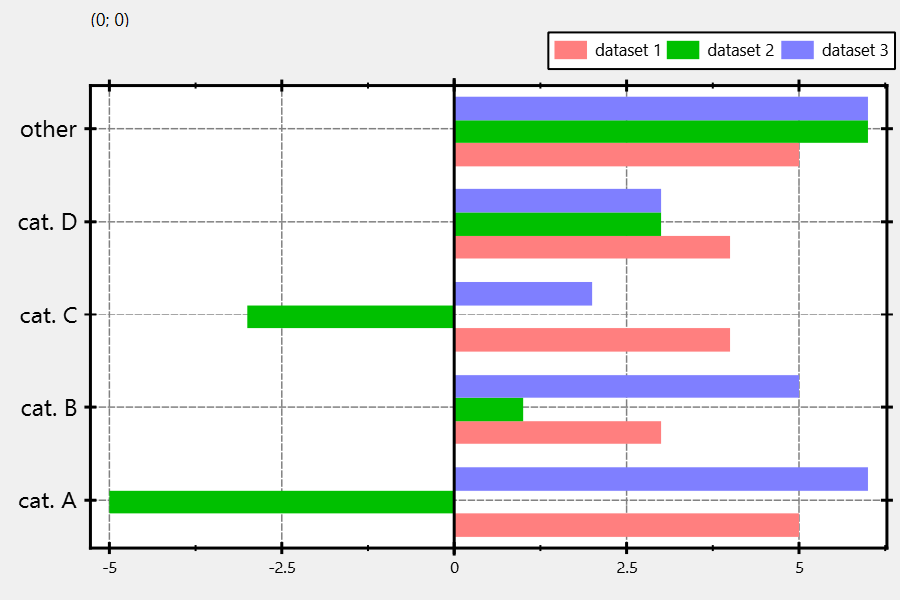 (0; 0)
dataset 1 dataset 2 dataset 3
other
cat. D
cat. C
cat. B
cat. A
-5 -2.5 0 2.5 5